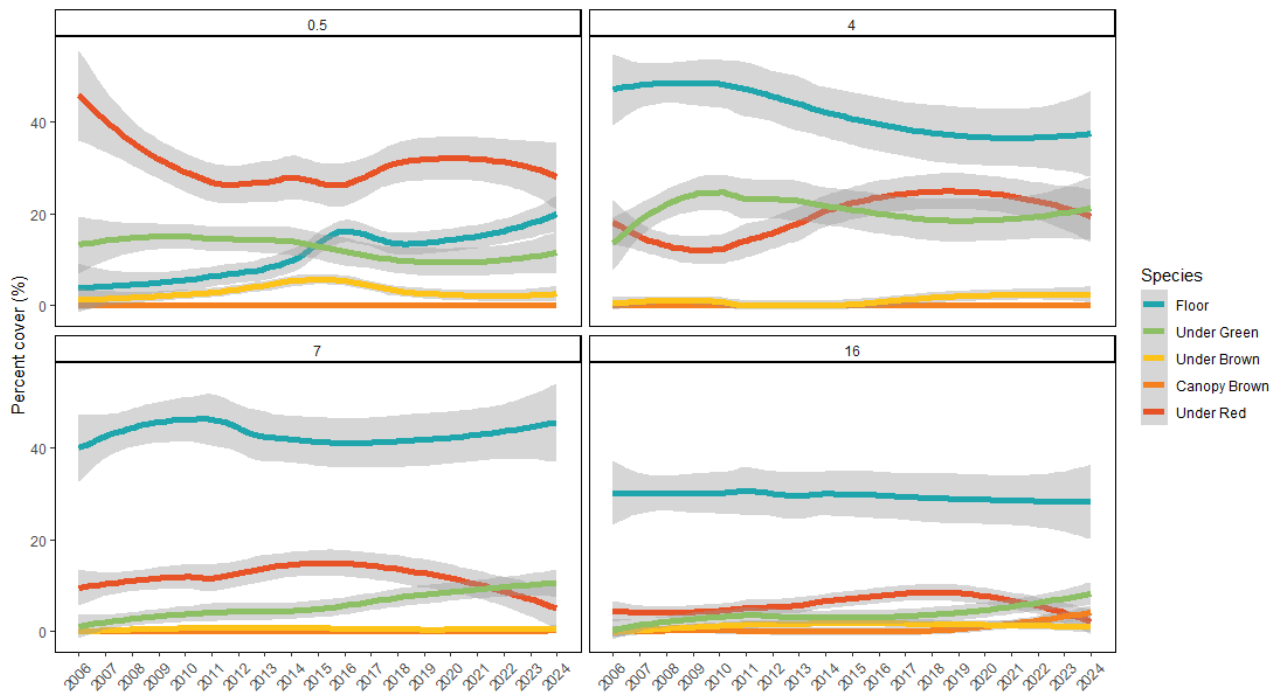 0.5
4
40
20
0
7
16
40
20
0
Percent cover (%)
2006 2007 2008 2009 2010 2011 2012 2013 2014 2015 2016 2017 2018 2019 2020 2021 2022 2023 2024
2006 2007 2008 2009 2010 2011 2012 2013 2014 2015 2016 2017 2018 2019 2020 2021 2022 2023 2024
Species
Floor
Under Green
Under Brown
Canopy Brown
Under Red